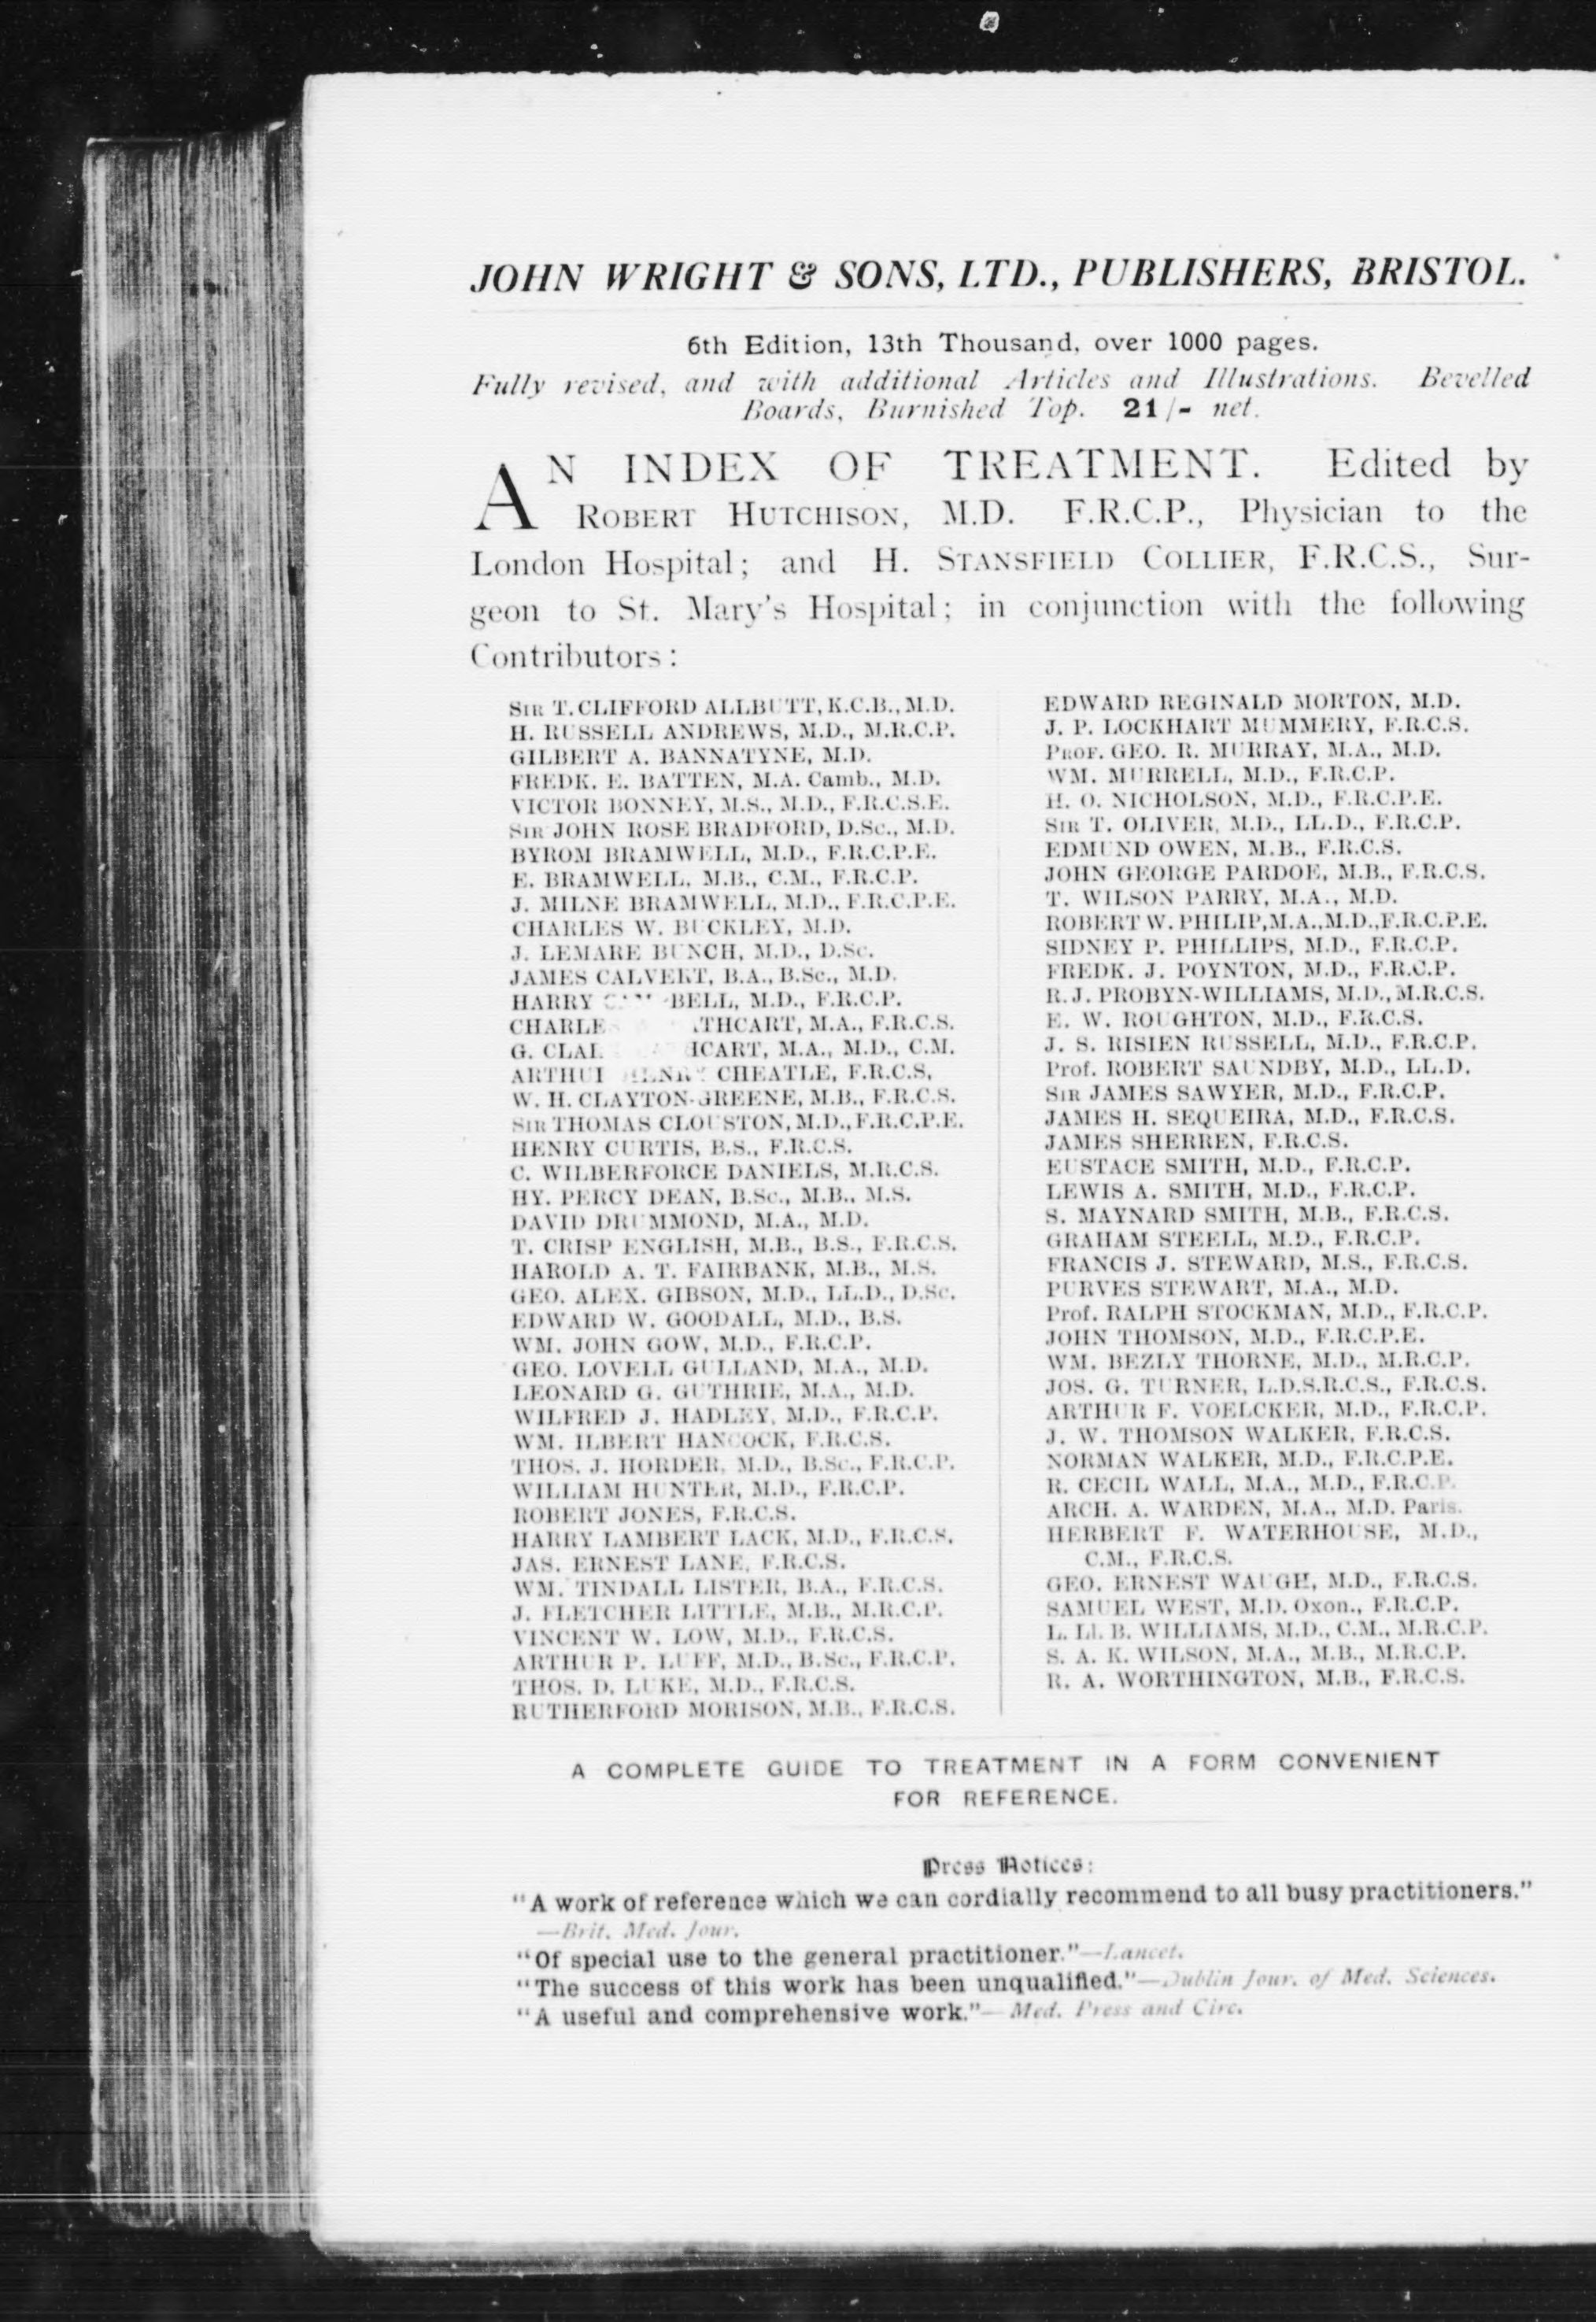 JOHN WRIGHT & SONS, LTD., PUBLISHERS, BRISTOL.
6th Edition, 13th Thousand, over 1000 pages.
Fully revised, and with additional Articles and Illustrations. Bevelled
Boards, Burnished Top. 21/- net.
AN INDEX OF TREATMENT. Edited by
ROBERT HUTCHISON, M.D. F.R.C.P., Physician to the
London Hospital; and H. STANSFIELD COLLIER, F.R.C.S., Sur-
geon to St. Mary's Hospital; in conjunction with the following
Contributors:
SIR T. CLIFFORD ALLBUTT, K.C.B., M.D.
H. RUSSELL ANDREWS, M.D., M.R.C.P.
GILBERT A. BANNATYNE, M.D.
FREDK. E. BATTEN, M.A. Camb., M.D.
VICTOR BONNEY, M.S., M.D., F.R.C.S.E.
SIR JOHN ROSE BRADFORD, D.Sc., M.D.
BYROM BRAMWELL, M.D., F.R.C.P.E.
E. BRAMWELL, M.B., C.M., F.R.C.P.
J. MILNE BRAMWELL, M.D., F.R.C.P.E.
CHARLES W. BUCKLEY, M.D.
J. LEMARE BUNCH, M.D., D.Sc.
JAMES CALVERT, B.A., B.Sc., M.D.
HARRY M.D., F.R.C.P.
M.A., F.R.C.S.
G. M.A., M.D., C.M.
CHEATLE, F.R.C.S,
W. H. CLAYTON-GREENE, M.B., F.R.C.S.
SIR THOMAS CLOUSTON, M.D., F.R.C.P.E.
HENRY CURTIS, B.S., F.R.C.S.
C. WILBERFORCE DANIELS, M.R.C.S.
HY. PERCY DEAN, B.Sc., M.B., M.S.
DAVID DRUMMOND, M.A., M.D.
T. CRISP ENGLISH, M.B., B.S., F.R.C.S.
HAROLD A. T. FAIRBANK, M.B., M.S.
GEO. ALEX. GIBSON, M.D., LL.D., D.Sc.
EDWARD W. GOODALL, M.D., B.S.
WM. JOHN GOW, M.D., F.R.C.P.
GEO. LOVELL GULLAND, M.A., M.D.
LEONARD G. GUTHRIE, M.A., M.D.
WILFRED J. HADLEY, M.D., F.R.C.P.
WM. ILBERT HANCOCK, F.R.C.S.
THOS. J. HORDER, M.D., B.Sc., F.R.C.P.
WILLIAM HUNTER, M.D., F.R.C.P.
ROBERT JONES, F.R.C.S.
HARRY LAMBERT LACK, M.D., F.R.C.S.
JAS. ERNEST LANE, F.R.C.S.
WM. TINDALL LISTER, B.A., F.R.C.S.
J. FLETCHER LITTLE, M.B., M.R.C.P.
VINCENT W. LOW, M.D., F.R.C.S.
ARTHUR P. LUFF, M.D., B.Sc., F.R.C.P.
THOS. D. LUKE, M.D., F.R.C.S.
RUTHERFORD MORISON, M.B., F.R.C.S.
EDWARD REGINALD MORTON, M.D.
J. P. LOCKHART MUMMERY, F.R.C.S.
PROF. GEO. R. MURRAY, M.A., M.D.
WM. MURRELL, M.D., F.R.C.P.
H. O. NICHOLSON, M.D., F.R.C.P.E.
SIR T. OLIVER, M.D., LL.D., F.R.C.P.
EDMUND OWEN, M.B., F.R.C.S.
JOHN GEORGE PARDOE, M.B., F.R.C.S.
T. WILSON PARRY, M.A., M.D.
ROBERT W. PHILIP, M.A., M.D., F.R.C.P.E.
SIDNEY P. PHILLIPS, M.D., F.R.C.P.
FREDK. J. POYNTON, M.D., F.R.C.P.
R. J. PROBYN-WILLIAMS, M.D., M.R.C.S.
E. W. ROUGHTON, M.D., F.R.C.S.
J. S. RISIEN RUSSELL, M.D., F.R.C.P.
Prof. ROBERT SAUNDBY, M.D., LL.D.
SIR JAMES SAWYER, M.D., F.R.C.P.
JAMES H. SEQUEIRA, M.D., F.R.C.S.
JAMES SHERREN, F.R.C.S.
EUSTACE SMITH, M.D., F.R.C.P.
LEWIS A. SMITH, M.D., F.R.C.P.
S. MAYNARD SMITH, M.B., F.R.C.S.
GRAHAM STEELL, M.D., F.R.C.P.
FRANCIS J. STEWARD, M.S., F.R.C.S.
PURVES STEWART, M.A., M.D.
Prof. RALPH STOCKMAN, M.D., F.R.C.P.
JOHN THOMSON, M.D., F.R.C.P.E.
WM. BEZLY THORNE, M.D., M.R.C.P.
JOS. G. TURNER, L.D.S.R.C.S., F.R.C.S.
ARTHUR F. VOELCKER, M.D., F.R.C.P.
J. W. THOMSON WALKER, F.R.C.S.
NORMAN WALKER, M.D., F.R.C.P.E.
R. CECIL WALL, M.A., M.D., F.R.C.P.
ARCH. A. WARDEN, M.A., M.D. Paris.
HERBERT F. WATERHOUSE, M.D.,
C.M., F.R.C.S.
GEO. ERNEST WAUGH, M.D., F.R.C.S.
SAMUEL WEST, M.D. Oxon., F.R.C.P.
L. Ll. B. WILLIAMS, M.D., C.M., M.R.C.P.
S. A. K. WILSON, M.A., M.B., M.R.C.P.
R. A. WORTHINGTON, M.B., F.R.C.S.
A COMPLETE GUIDE TO TREATMENT IN A FORM CONVENIENT
FOR REFERENCE.
Press Notices:
"A work of reference which we can cordially recommend to all busy practitioners."
—Brit. Med. Jour.
"Of special use to the general practitioner."—Lancet.
"The success of this work has been unqualified."—Dublin Jour. of Med. Sciences.
"A useful and comprehensive work."—Med. Press and Circ.